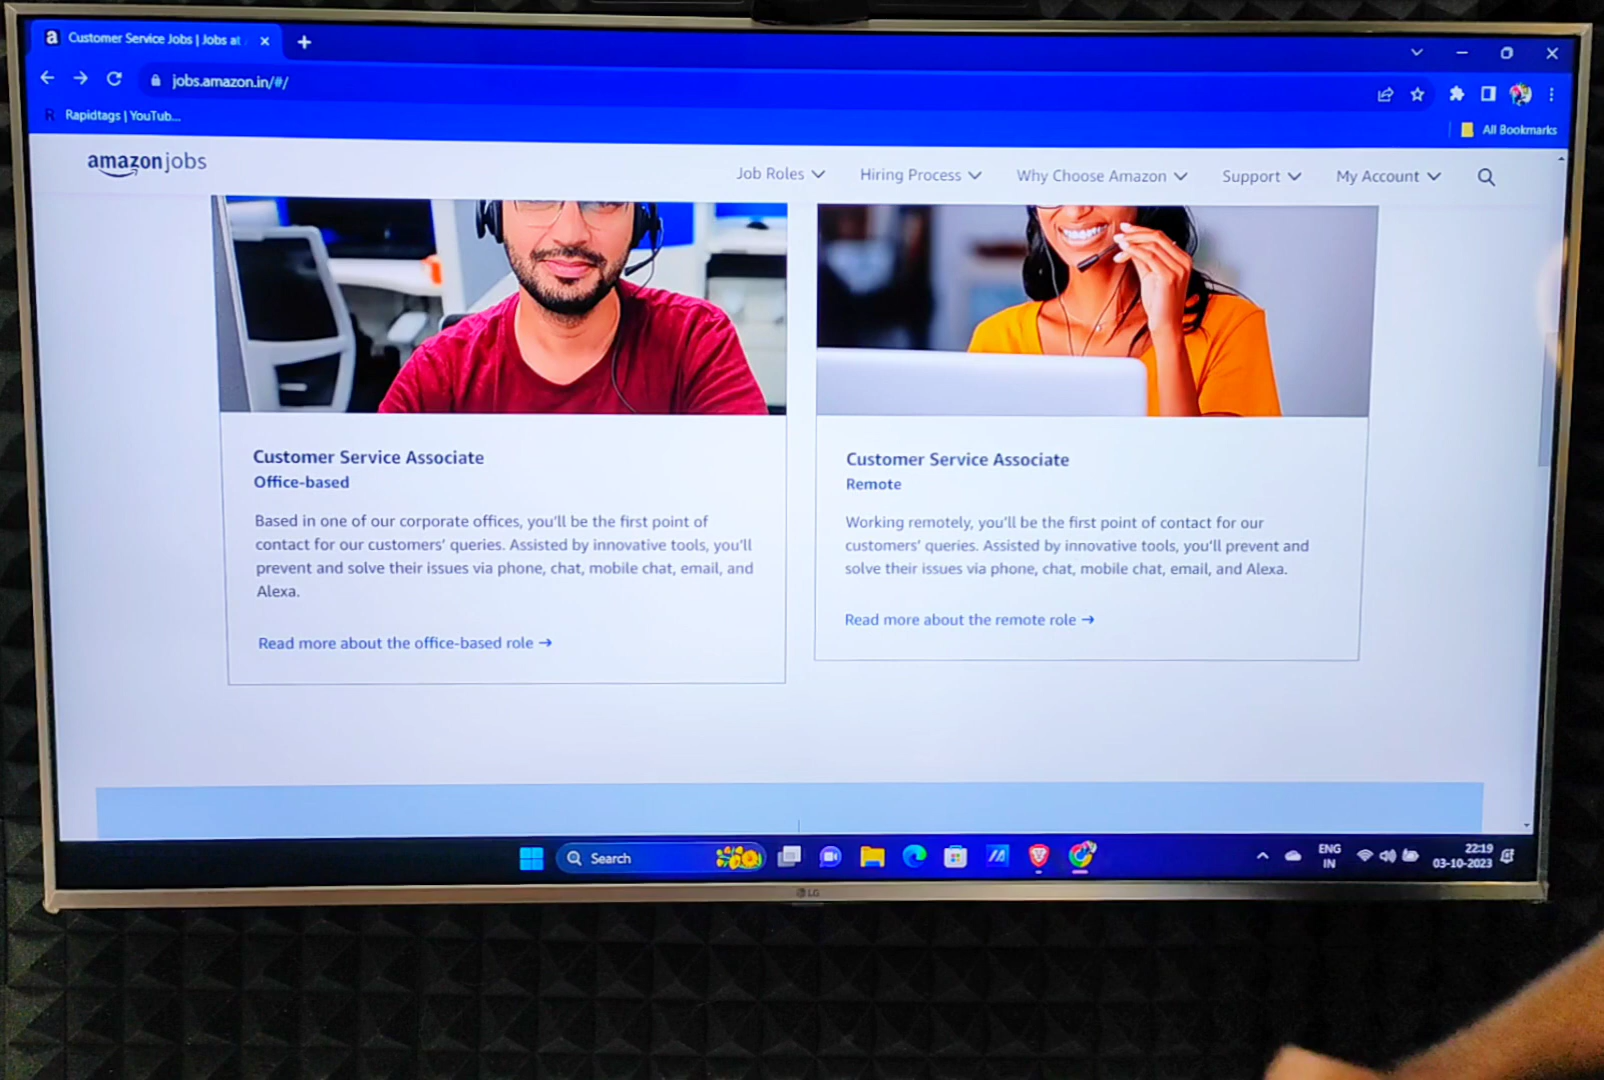 a Customer Service Jobs | Jobs at
jobs.amazon.in/#/
R Rapidtags | YouTub...
All Bookmarks
amazon jobs
Job Roles
Hiring Process
Why Choose Amazon
Support
My Account
Customer Service Associate
Office-based
Based in one of our corporate offices, you'll be the first point of
contact for our customers' queries. Assisted by innovative tools, you'll
prevent and solve their issues via phone, chat, mobile chat, email, and
Alexa.
Read more about the office-based role →
Customer Service Associate
Remote
Working remotely, you'll be the first point of contact for our
customers' queries. Assisted by innovative tools, you'll prevent and
solve their issues via phone, chat, mobile chat, email, and Alexa.
Read more about the remote role →
Search
ENG
IN
22:19
03-10-2023
LG